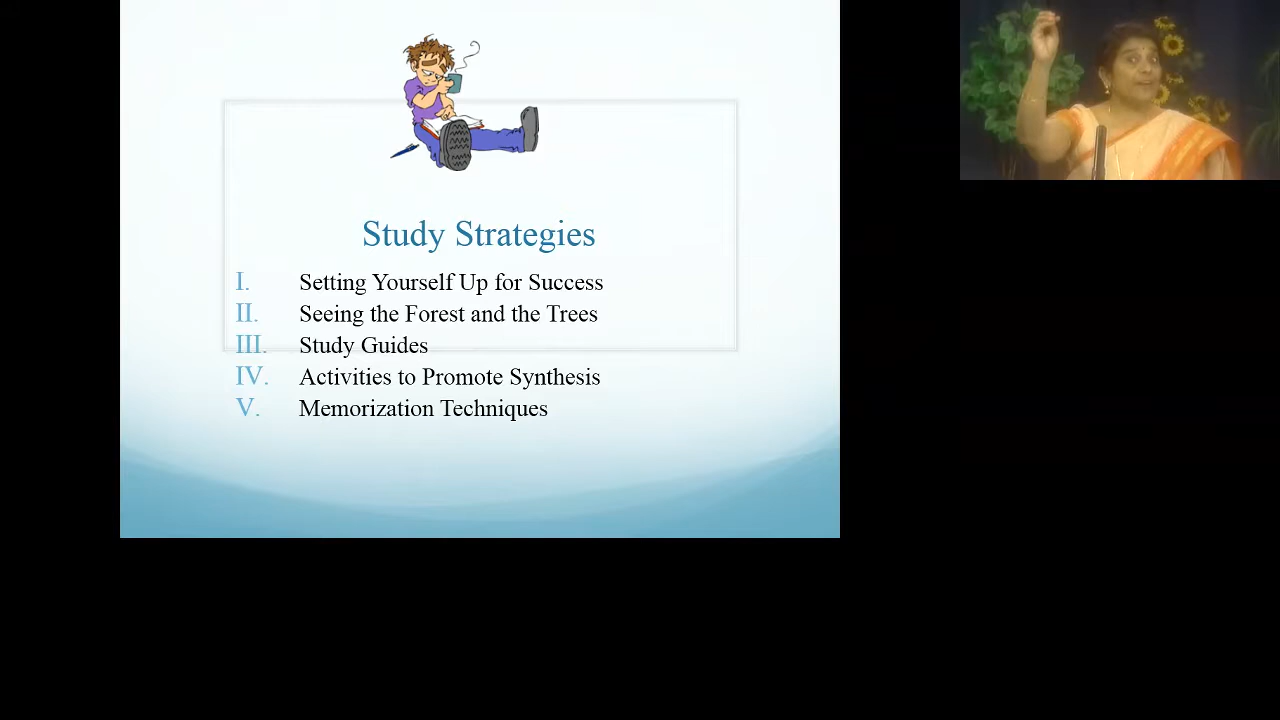 Study Strategies
I. Setting Yourself Up for Success
II. Seeing the Forest and the Trees
III. Study Guides
IV. Activities to Promote Synthesis
V. Memorization Techniques